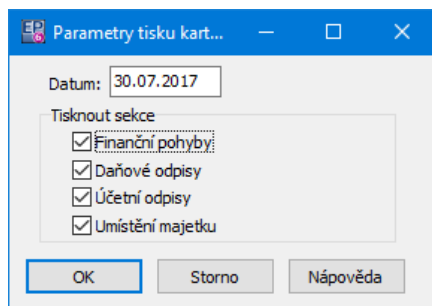 Parametry tisku kart...
Datum: 30.07.2017
Tisknout sekce
Finanční pohyby
Daňové odpisy
Účetní odpisy
Umístění majetku
OK Storno Nápověda